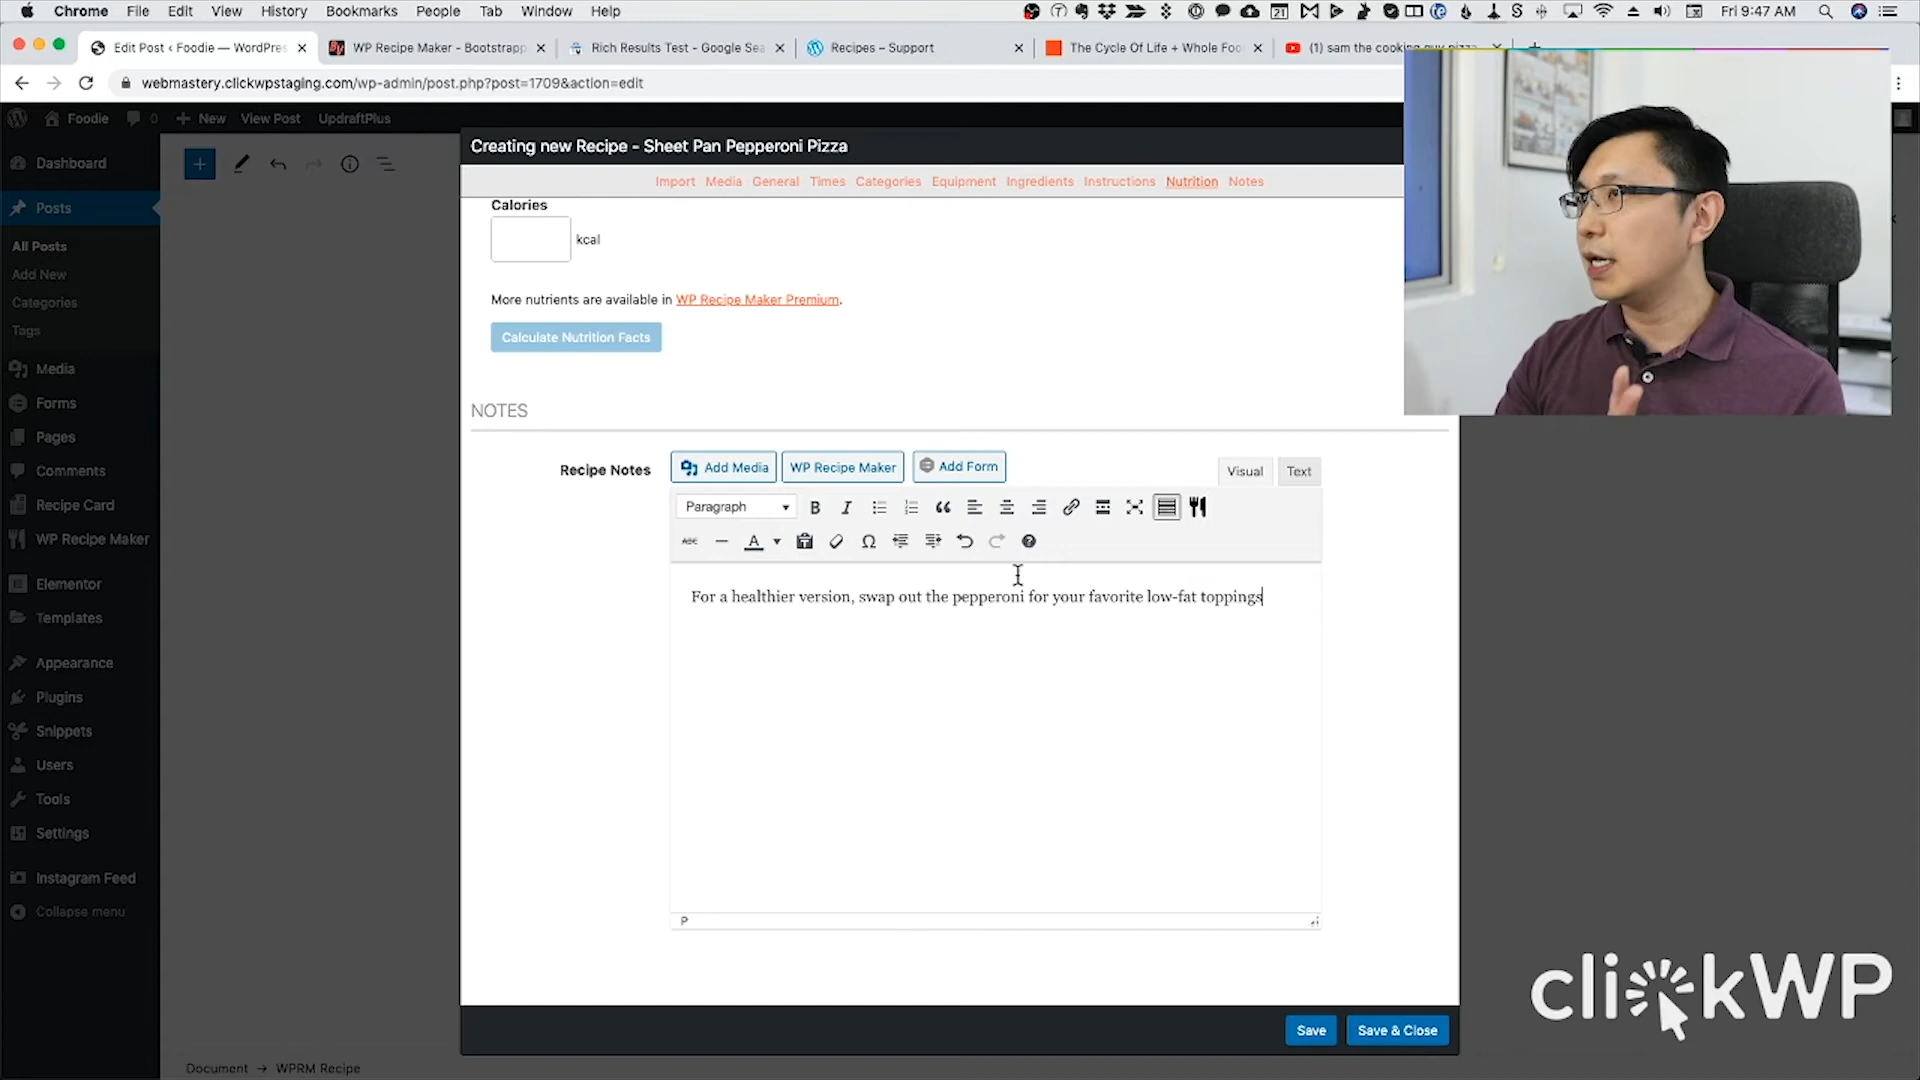 Chrome File Edit View History Bookmarks People Tab Window Help
Fri 9:47 AM
Edit Post ‹ Foodie — WordPres
WP Recipe Maker - Bootstrapp
Rich Results Test - Google Sea
Recipes – Support
The Cycle Of Life + Whole Foo
(1) sam the cooking guy pizza
webmastery.clickwpstaging.com/wp-admin/post.php?post=1709&action=edit
Foodie 0 New View Post UpdraftPlus
Dashboard
Posts
All Posts
Add New
Categories
Tags
Media
Forms
Pages
Comments
Recipe Card
WP Recipe Maker
Elementor
Templates
Appearance
Plugins
Snippets
Users
Tools
Settings
Instagram Feed
Collapse menu
Creating new Recipe - Sheet Pan Pepperoni Pizza
Import Media General Times Categories Equipment Ingredients Instructions Nutrition Notes
Calories
kcal
More nutrients are available in WP Recipe Maker Premium.
Calculate Nutrition Facts
NOTES
Recipe Notes
Add Media WP Recipe Maker Add Form
Visual Text
Paragraph
For a healthier version, swap out the pepperoni for your favorite low-fat toppings
P
Save Save & Close
Document → WPRM Recipe
clickWP